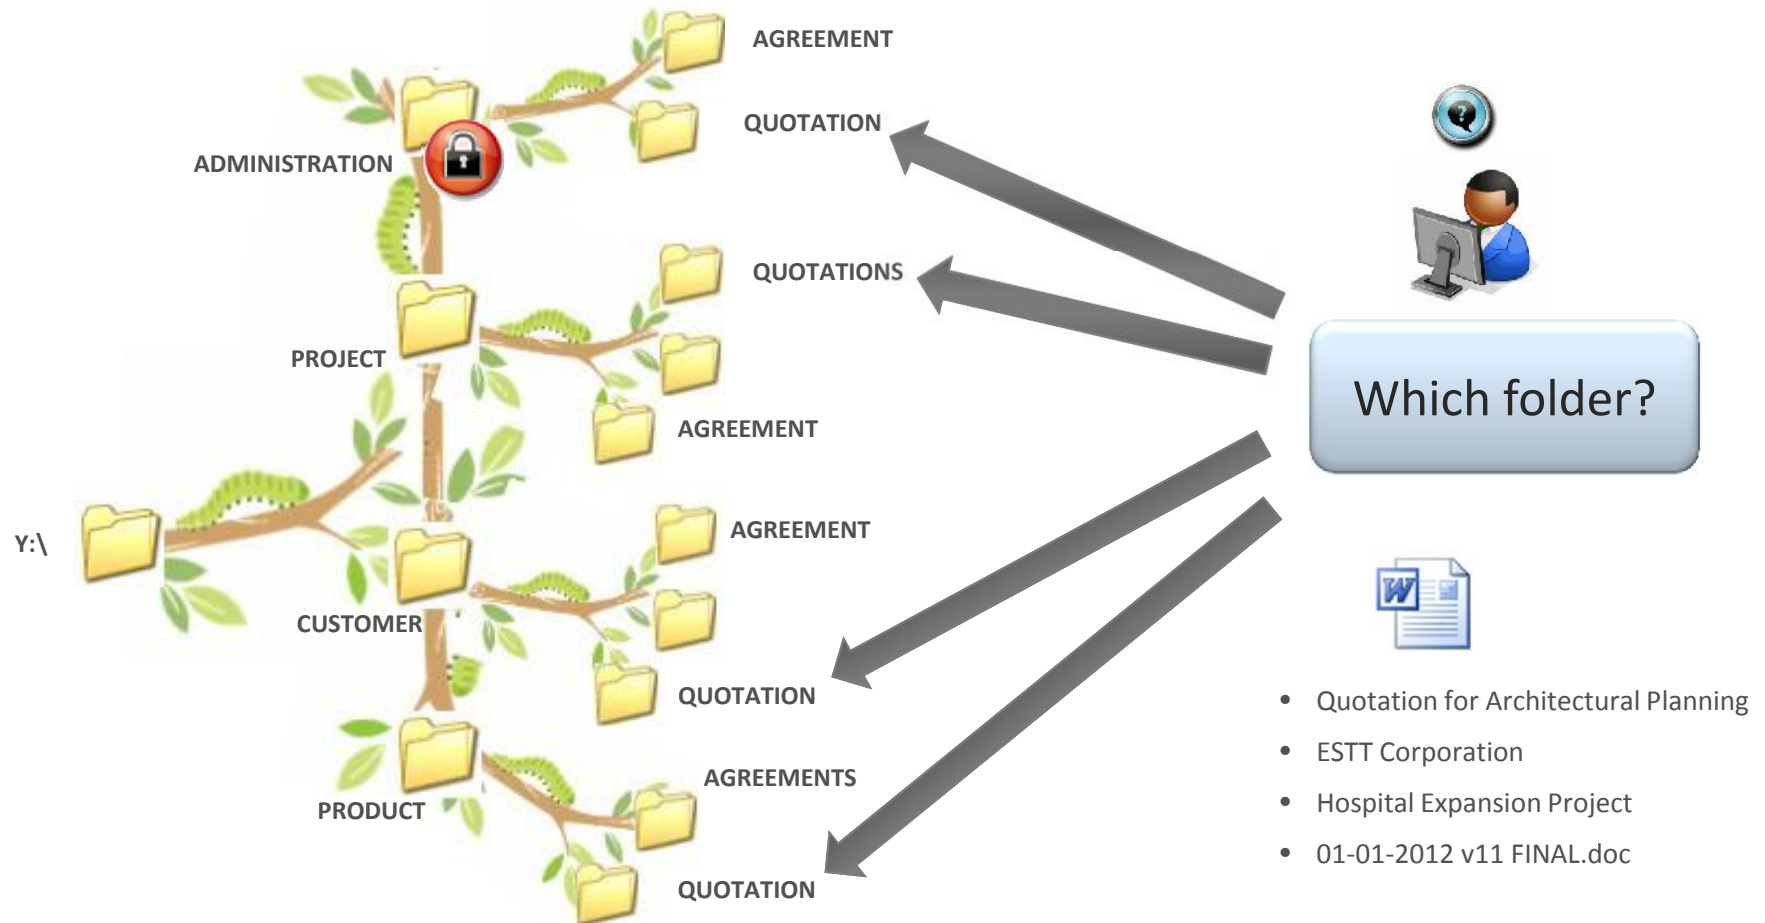 AGREEMENT
QUOTATION
ADMINISTRATION
QUOTATIONS
PROJECT
AGREEMENT
Which folder?
Y:\
AGREEMENT
CUSTOMER
QUOTATION
AGREEMENTS
PRODUCT
QUOTATION
?
W
• Quotation for Architectural Planning
• ESTT Corporation
• Hospital Expansion Project
• 01-01-2012 v11 FINAL.doc